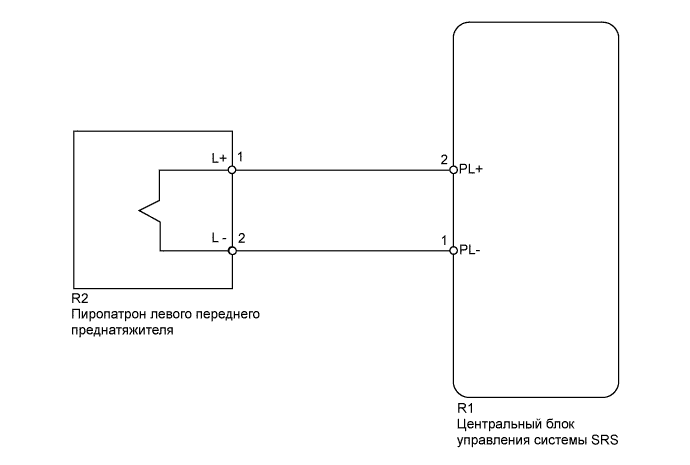 L+ 1
2 PL+
L - 2
1 PL-
R2
Пиропатрон левого переднего
преднатяжителя
R1
Центральный блок
управления системы SRS